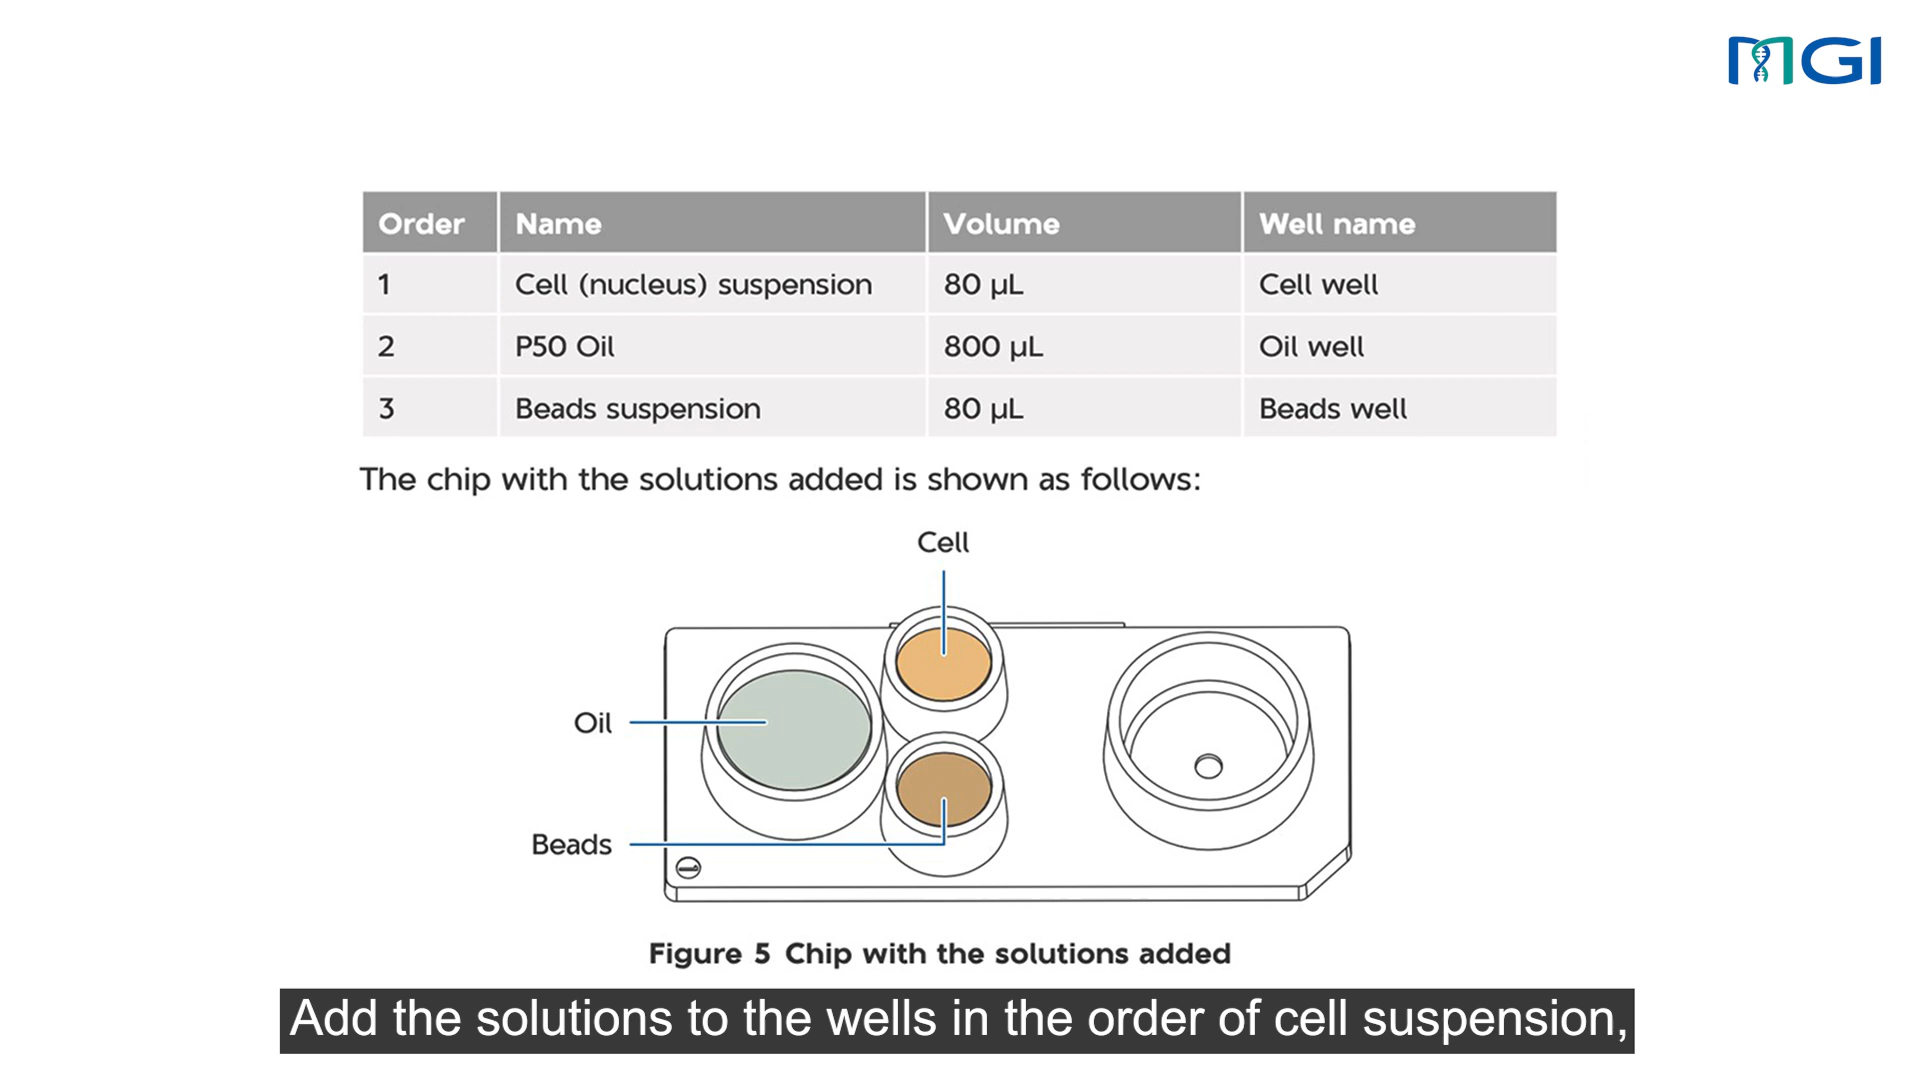 MGI
Order Name Volume Well name
1 Cell (nucleus) suspension 80 µL Cell well
2 P50 Oil 800 µL Oil well
3 Beads suspension 80 µL Beads well
The chip with the solutions added is shown as follows:
Cell
Oil
Beads
Figure 5 Chip with the solutions added
Add the solutions to the wells in the order of cell suspension,